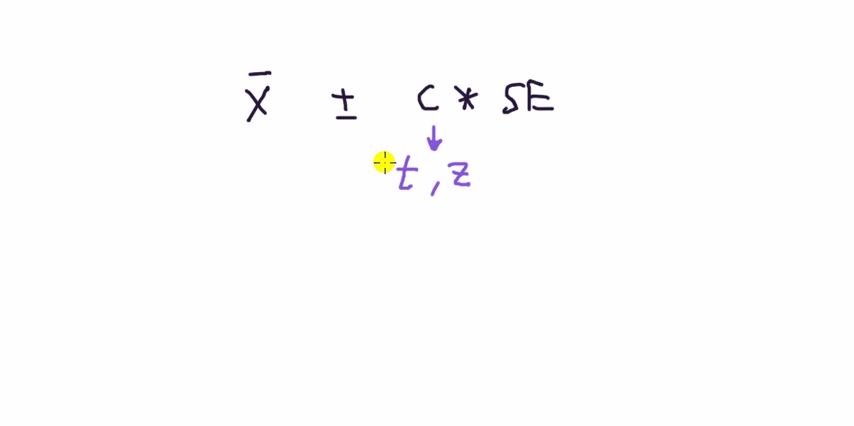 x̄ ± c * SE
↓
t, z